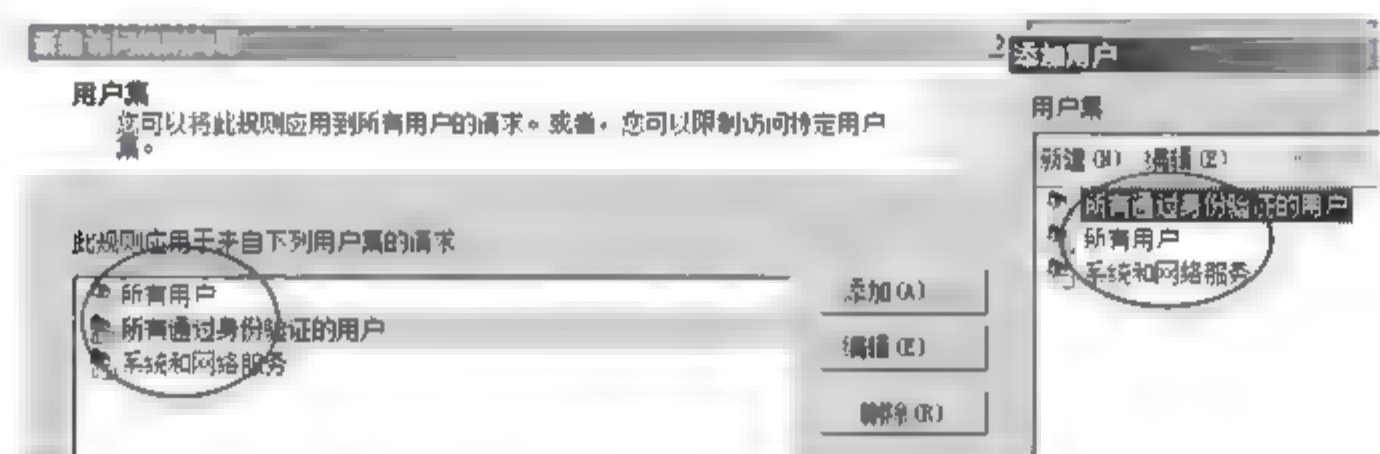 用户集
您可以将此规则应用到所有用户的请求。或者，您可以限制访问特定用户
集。
此规则应用于来自下列用户集的请求
所有用户
所有通过身份验证的用户
系统和网络服务
添加(A)
编辑(E)
删除(R)
添加用户
用户集
新建(N) 编辑(E)
所有通过身份验证的用户
所有用户
系统和网络服务